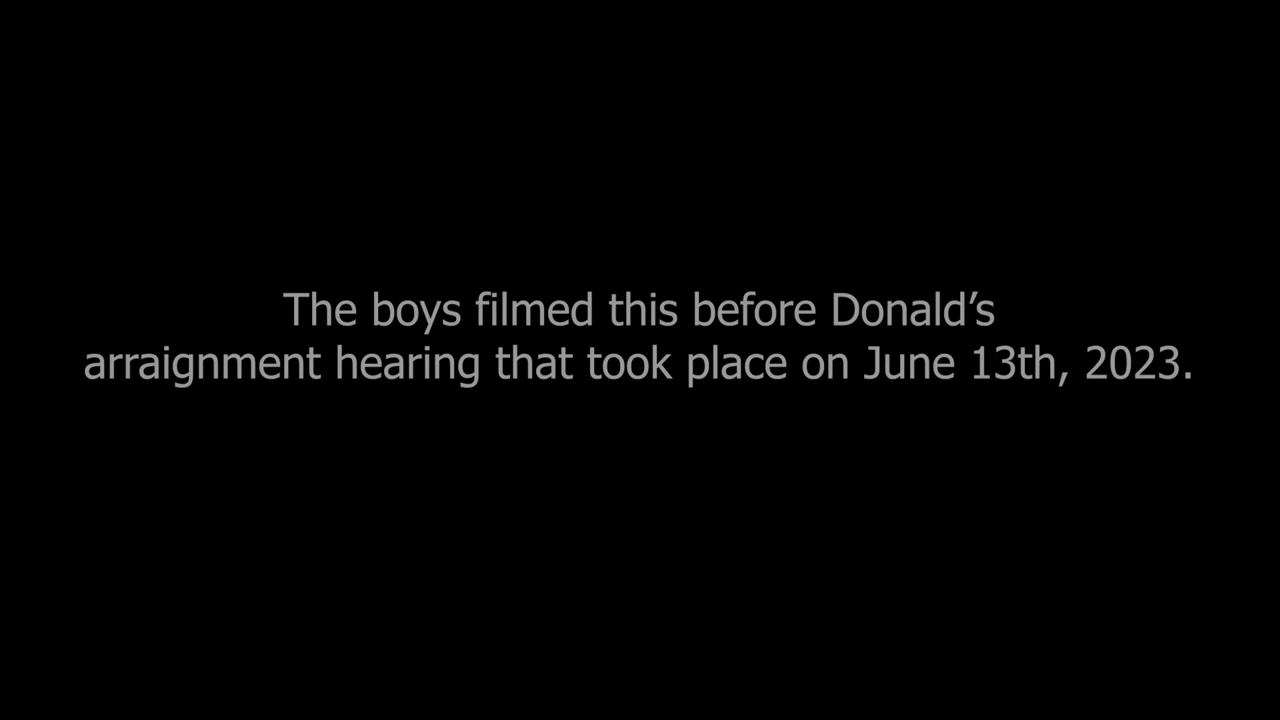 The boys filmed this before Donald’s
arraignment hearing that took place on June 13th, 2023.